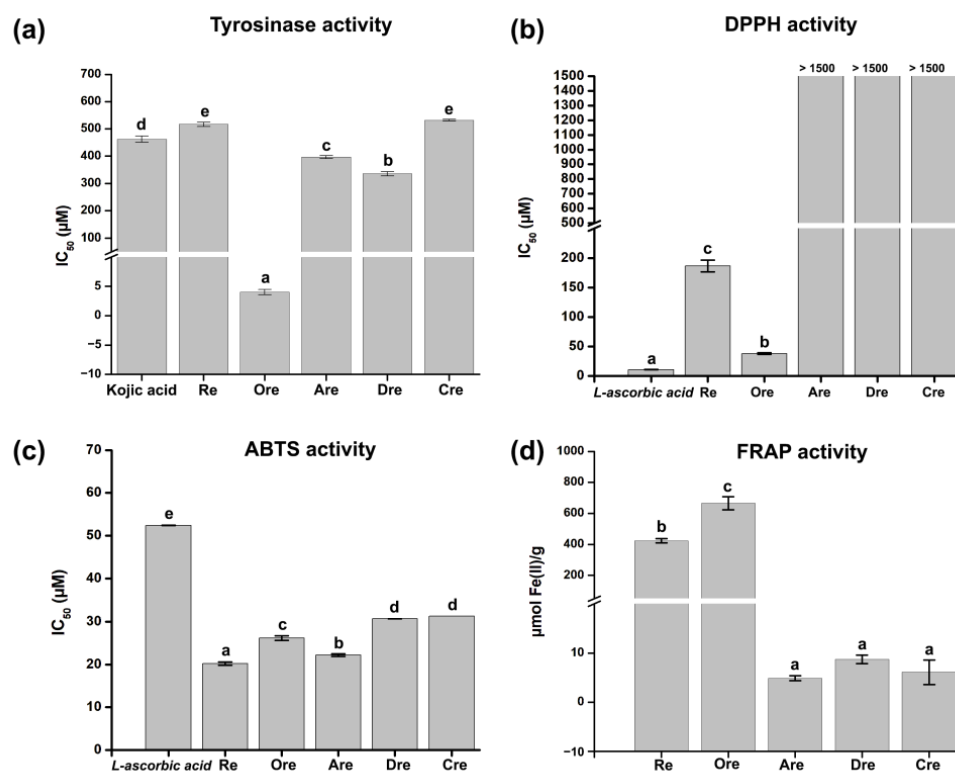 (a)
Tyrosinase activity
IC50 (µM)
700
600
500
400
300
200
100
5
0
−5
−10
d
e
a
c
b
e
Kojic acid Re Ore Are Dre Cre
(b)
DPPH activity
IC50 (µM)
1500
1400
1300
1200
1100
1000
900
800
700
600
500
200
150
100
50
0
> 1500 > 1500 > 1500
a
c
b
L-ascorbic acid Re Ore Are Dre Cre
(c)
ABTS activity
IC50 (µM)
70
60
50
40
30
20
10
0
e
a
c
b
d
d
L-ascorbic acid Re Ore Are Dre Cre
(d)
FRAP activity
µmol Fe(II)/g
1000
800
600
400
200
10
0
−10
b
c
a
a
a
Re Ore Are Dre Cre